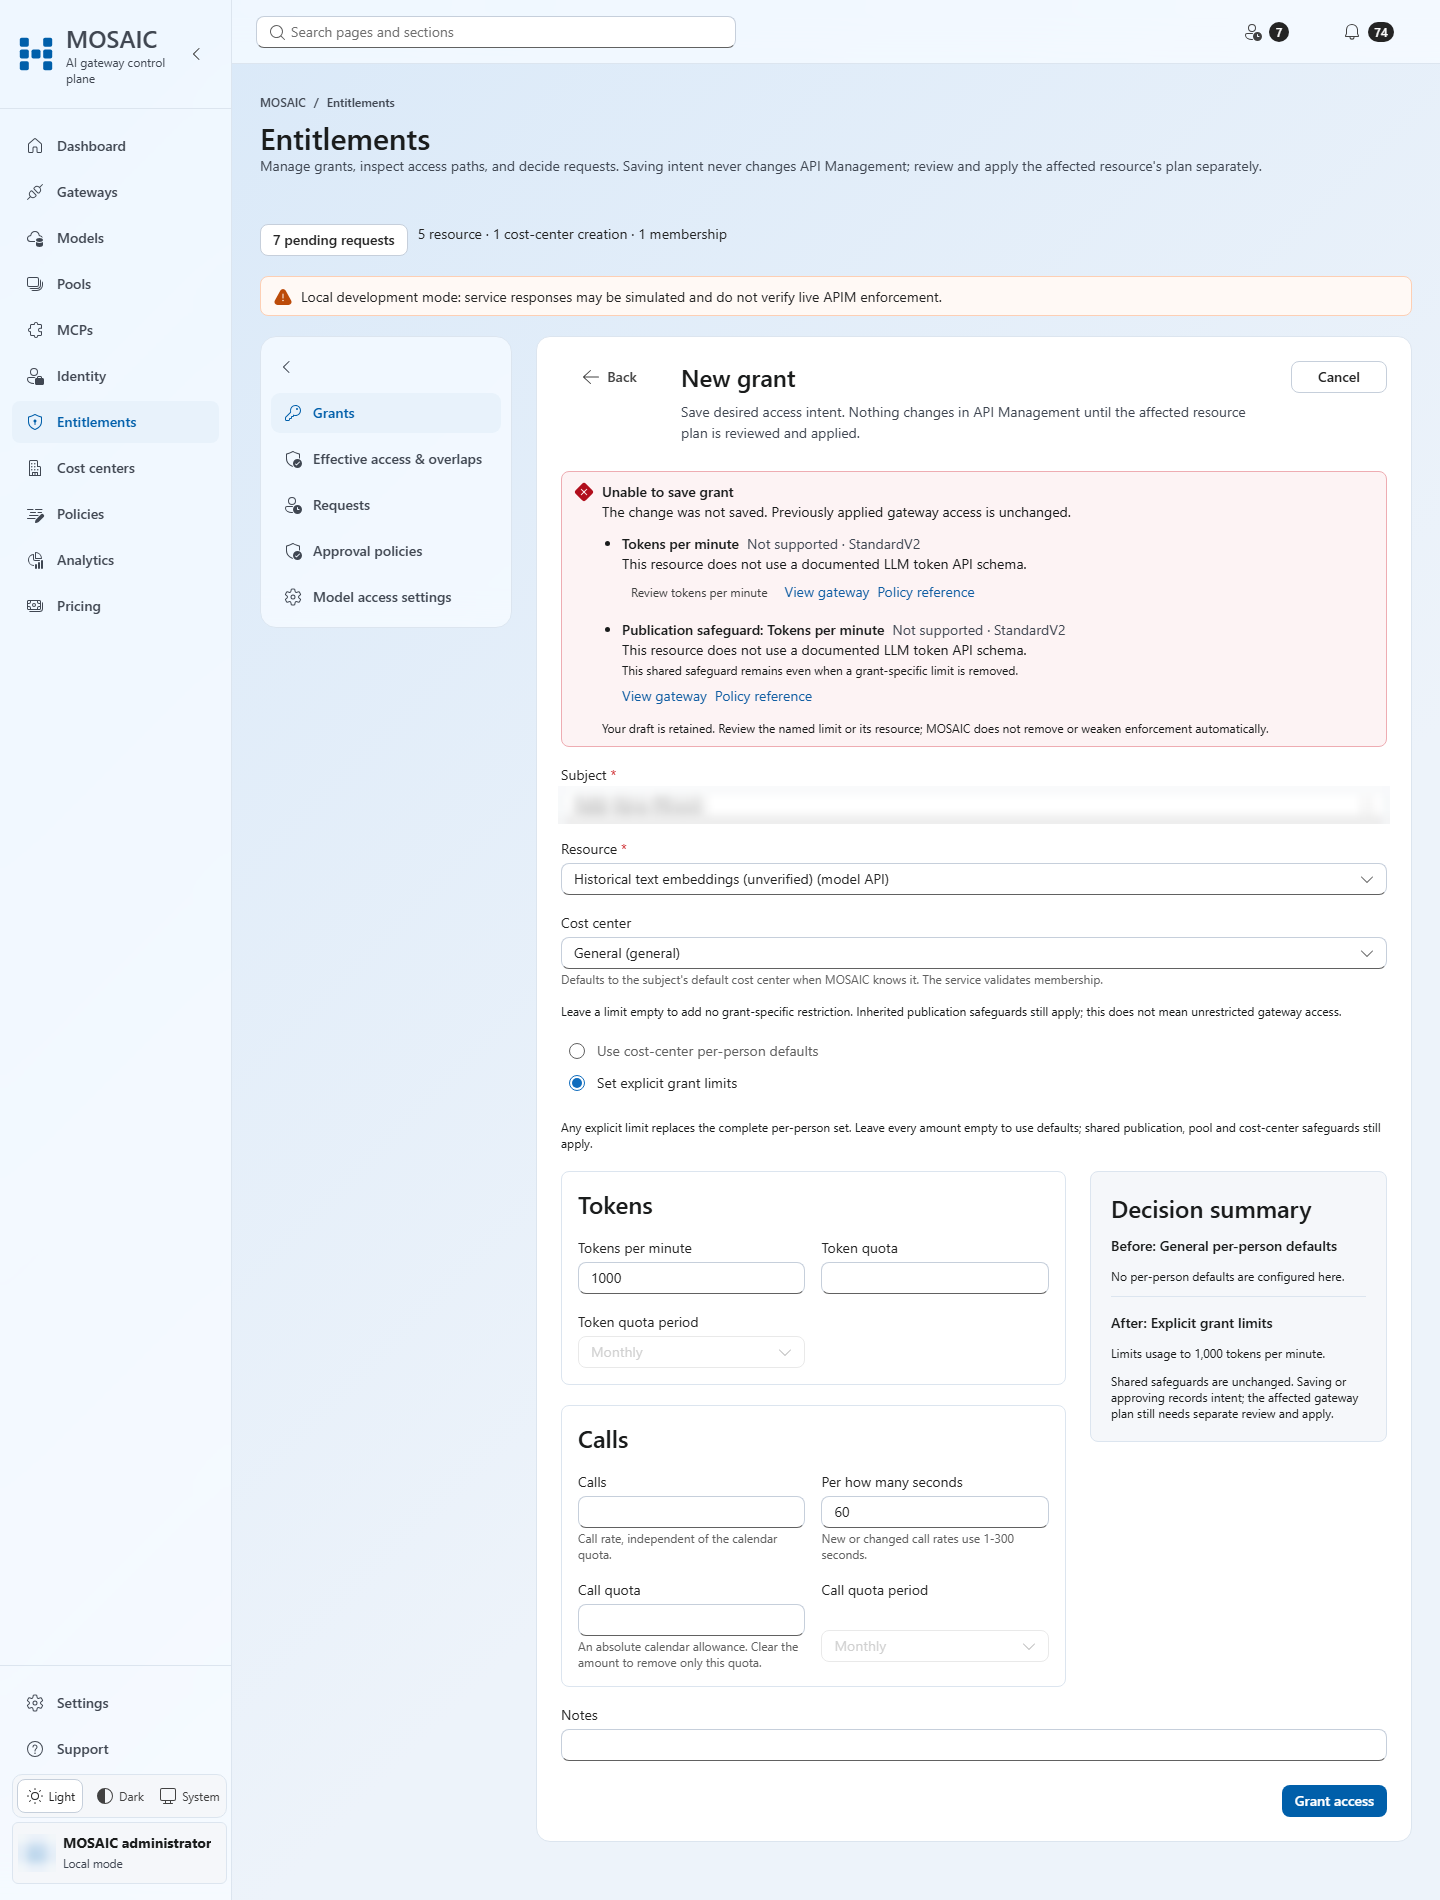 MOSAIC
AI gateway control
plane
Search pages and sections
7
74
Dashboard
Gateways
Models
Pools
MCPs
Identity
Entitlements
Cost centers
Policies
Analytics
Pricing
Settings
Support
Light
Dark
System
MOSAIC administrator
Local mode
MOSAIC / Entitlements
Entitlements
Manage grants, inspect access paths, and decide requests. Saving intent never changes API Management; review and apply the affected resource's plan separately.
7 pending requests
5 resource · 1 cost-center creation · 1 membership
Local development mode: service responses may be simulated and do not verify live APIM enforcement.
Grants
Effective access & overlaps
Requests
Approval policies
Model access settings
Back
New grant
Cancel
Save desired access intent. Nothing changes in API Management until the affected resource
plan is reviewed and applied.
Unable to save grant
The change was not saved. Previously applied gateway access is unchanged.
Tokens per minute Not supported · StandardV2
This resource does not use a documented LLM token API schema.
Review tokens per minute View gateway Policy reference
Publication safeguard: Tokens per minute Not supported · StandardV2
This resource does not use a documented LLM token API schema.
This shared safeguard remains even when a grant-specific limit is removed.
View gateway Policy reference
Your draft is retained. Review the named limit or its resource; MOSAIC does not remove or weaken enforcement automatically.
Subject *
Resource *
Historical text embeddings (unverified) (model API)
Cost center
General (general)
Defaults to the subject's default cost center when MOSAIC knows it. The service validates membership.
Leave a limit empty to add no grant-specific restriction. Inherited publication safeguards still apply; this does not mean unrestricted gateway access.
Use cost-center per-person defaults
Set explicit grant limits
Any explicit limit replaces the complete per-person set. Leave every amount empty to use defaults; shared publication, pool and cost-center safeguards still
apply.
Tokens
Tokens per minute
1000
Token quota
Token quota period
Monthly
Calls
Calls
Call rate, independent of the calendar
quota.
Per how many seconds
60
New or changed call rates use 1-300
seconds.
Call quota
An absolute calendar allowance. Clear the
amount to remove only this quota.
Call quota period
Monthly
Decision summary
Before: General per-person defaults
No per-person defaults are configured here.
After: Explicit grant limits
Limits usage to 1,000 tokens per minute.
Shared safeguards are unchanged. Saving or
approving records intent; the affected gateway
plan still needs separate review and apply.
Notes
Grant access